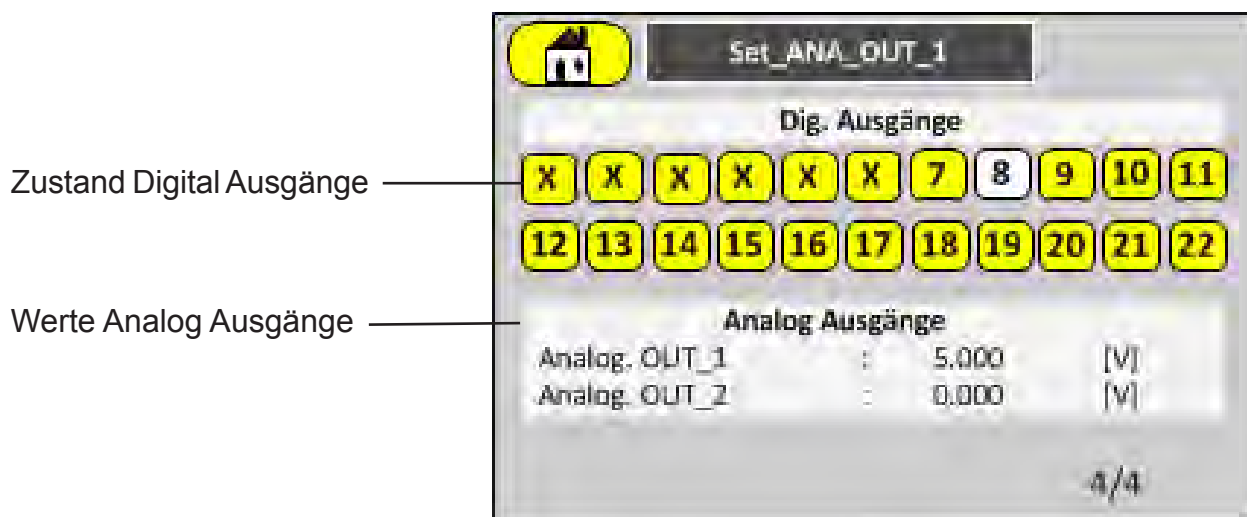 Set_ANA_OUT_1
Dig. Ausgänge
Zustand Digital Ausgänge
X X X X X X 7 8 9 10 11
12 13 14 15 16 17 18 19 20 21 22
Werte Analog Ausgänge
Analog Ausgänge
Analog. OUT_1 : 5.000 [V]
Analog. OUT_2 : 0.000 [V]
4/4